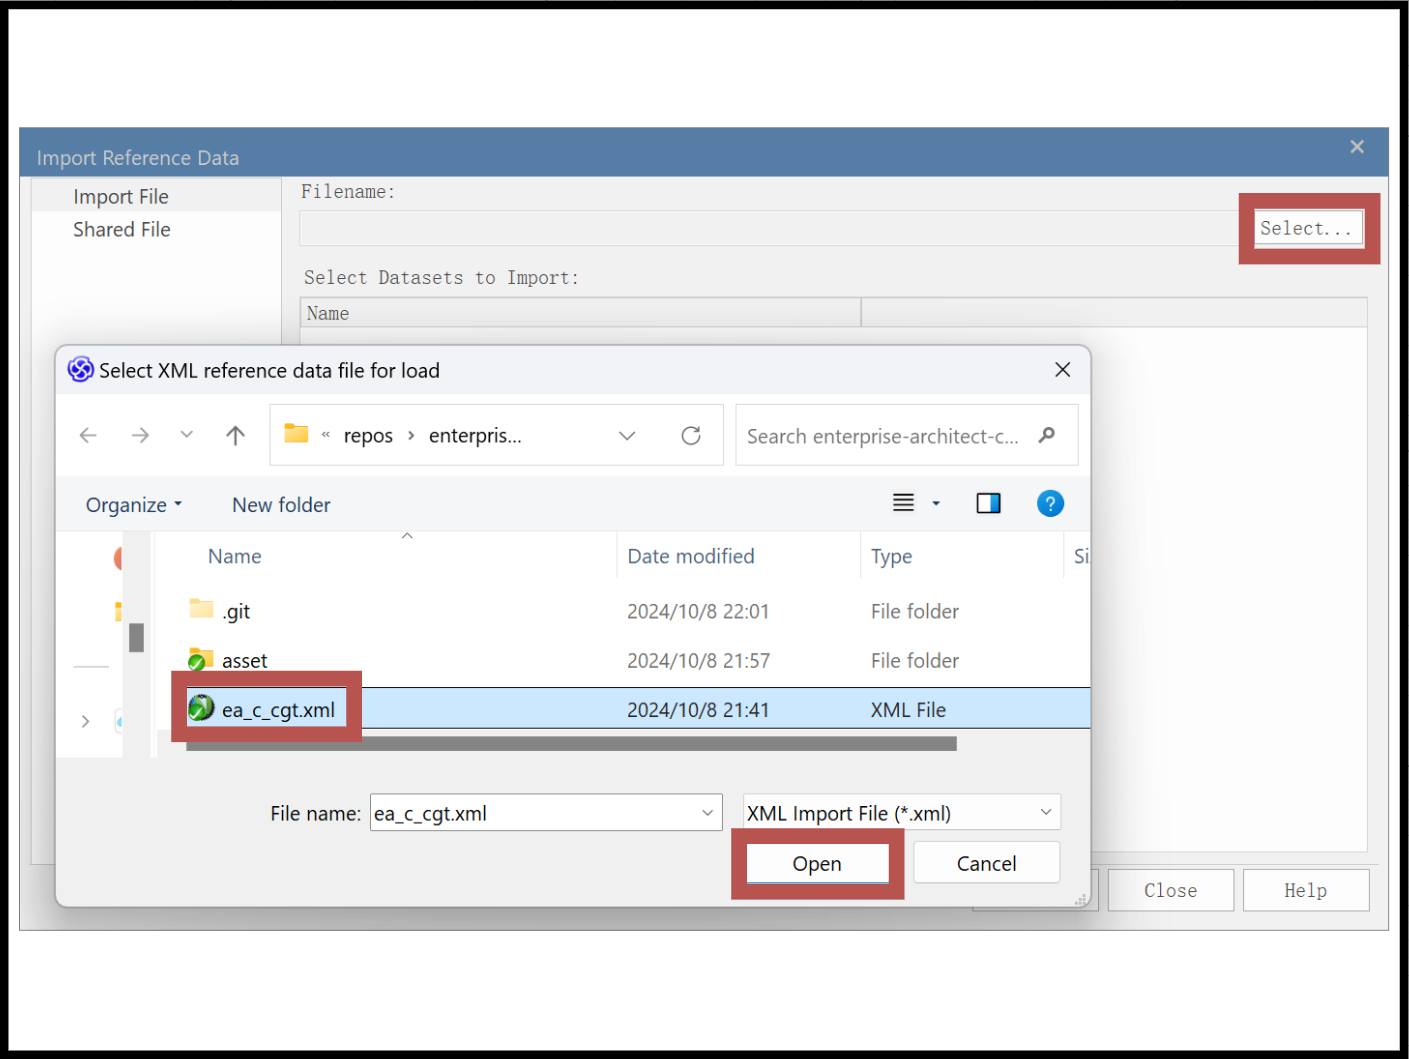 Import Reference Data
Import File
Shared File
Filename:
Select...
Select Datasets to Import:
Name
Select XML reference data file for load
« repos › enterpris...
Search enterprise-architect-c...
Organize
New folder
Name
Date modified
Type
Si
.git
2024/10/8 22:01
File folder
asset
2024/10/8 21:57
File folder
ea_c_cgt.xml
2024/10/8 21:41
XML File
File name:
ea_c_cgt.xml
XML Import File (*.xml)
Open
Cancel
Close
Help